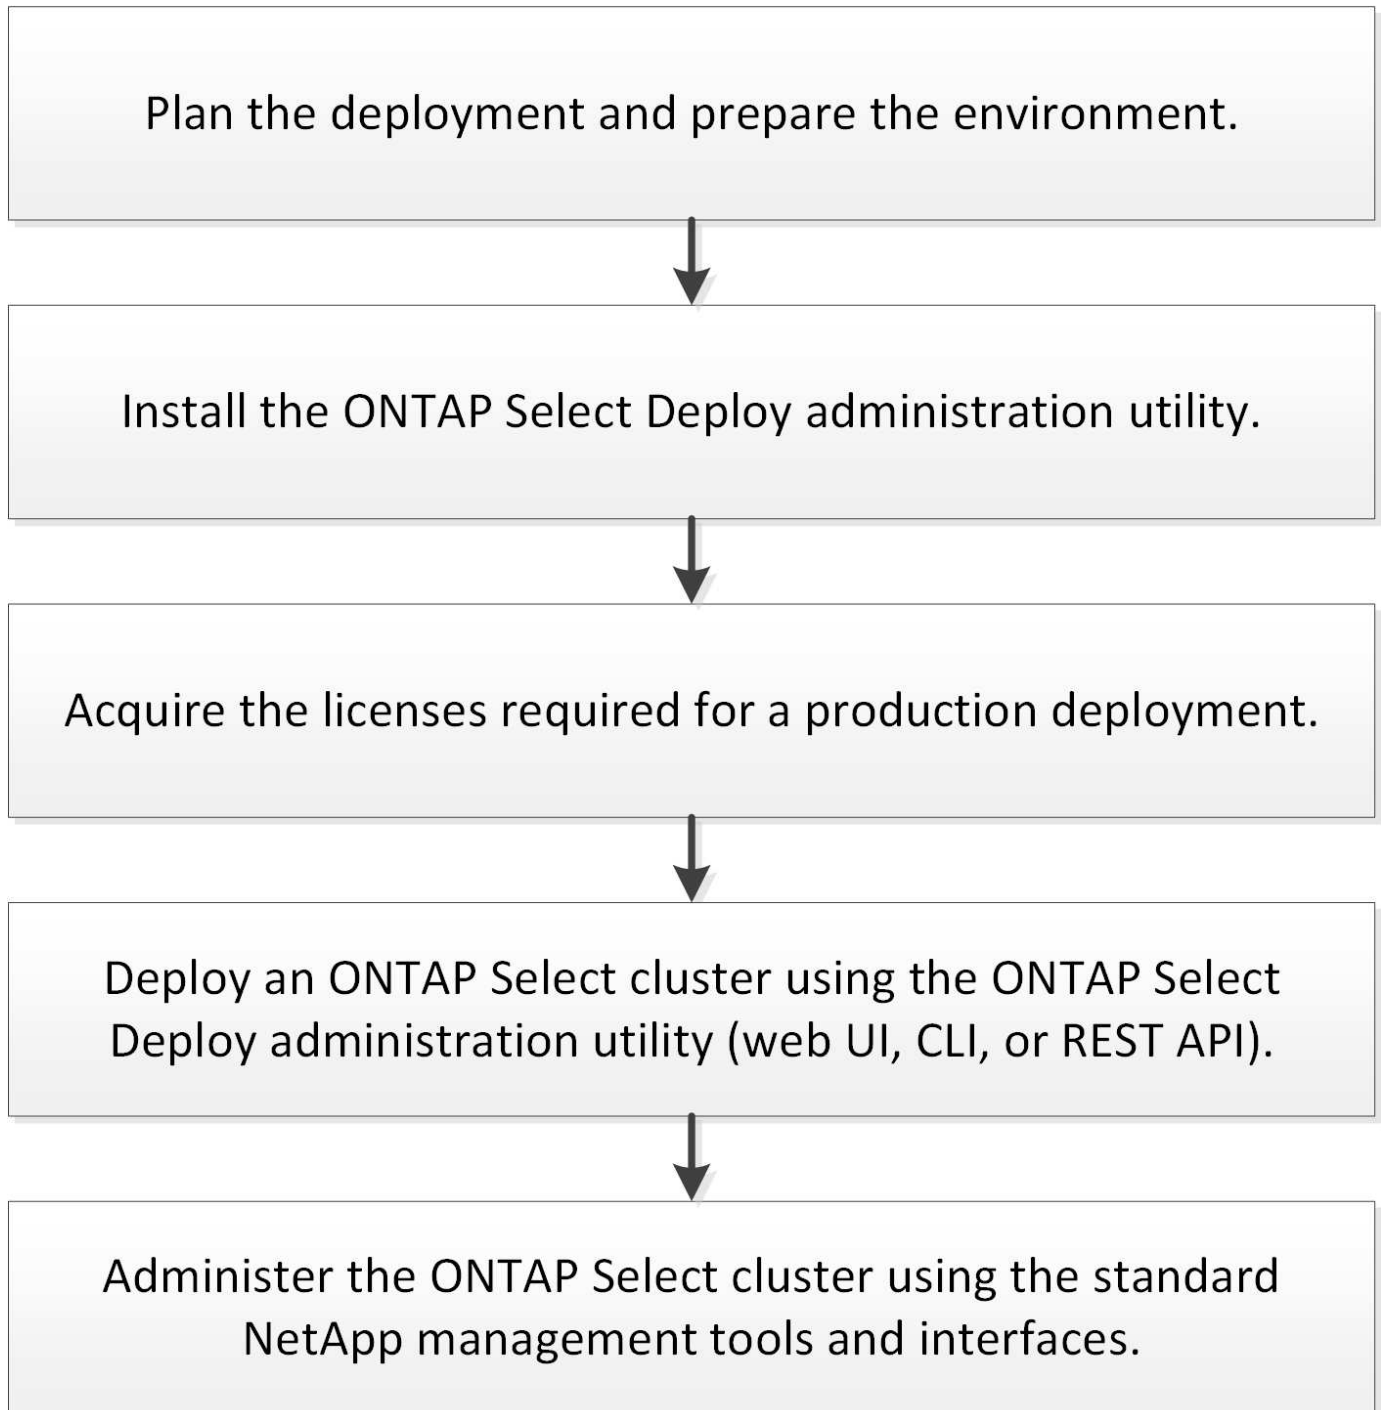 Plan the deployment and prepare the environment.
Install the ONTAP Select Deploy administration utility.
Acquire the licenses required for a production deployment.
Deploy an ONTAP Select cluster using the ONTAP Select
Deploy administration utility (web UI, CLI, or REST API).
Administer the ONTAP Select cluster using the standard
NetApp management tools and interfaces.